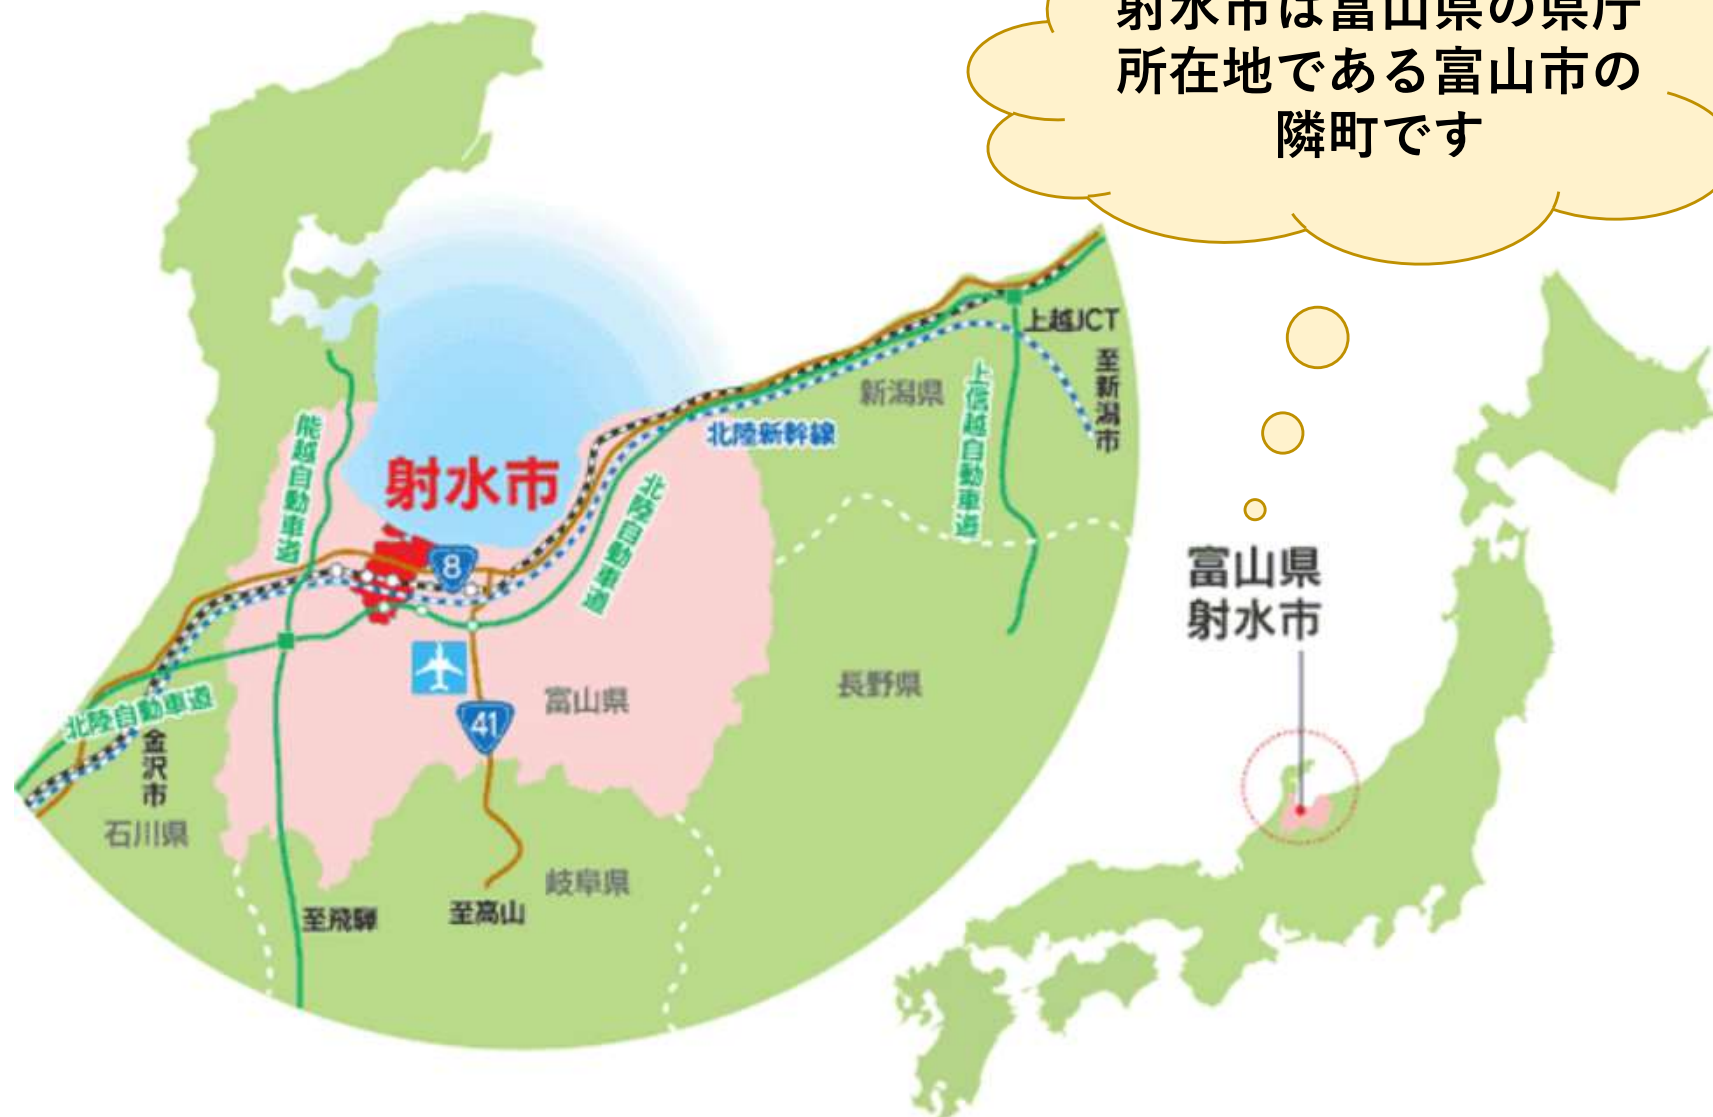 射水市は富山県の県庁
所在地である富山市の
隣町です
上越JCT
至新潟市
新潟県
上信越自動車道
北陸新幹線
能越自動車道
射水市
北陸自動車道
8
富山県
射水市
富山県
長野県
41
北陸自動車道
金沢市
石川県
岐阜県
至飛騨
至高山